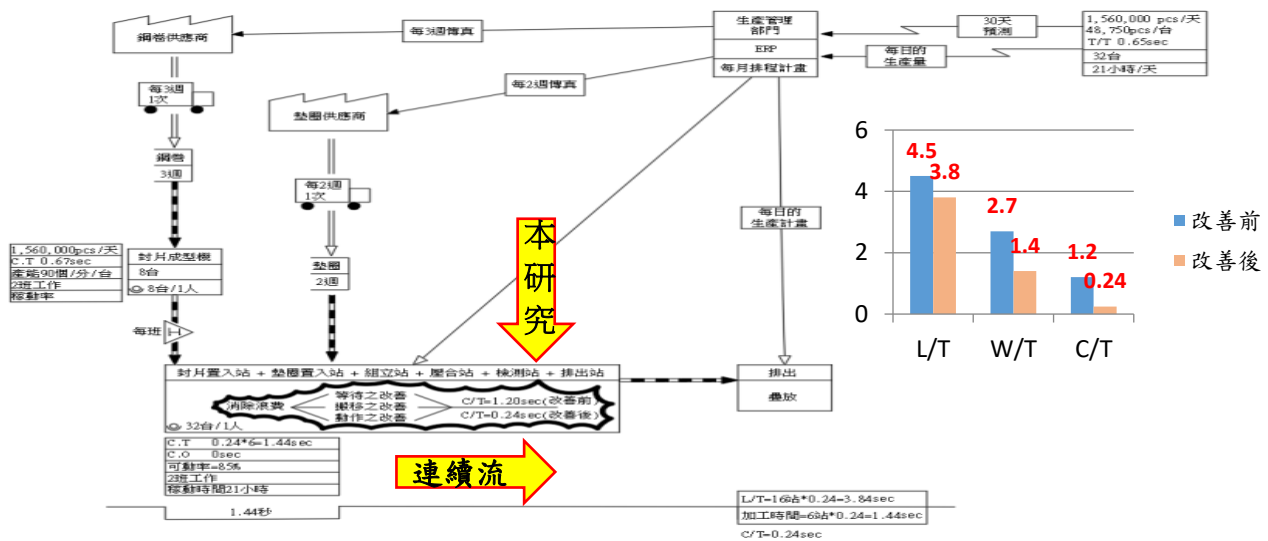 鋼卷供應商
每3週傳真
生產管理
部門
ERP
每月排程計畫
30天
預測
每日的
生產量
1,560,000 pcs/天
48,750pcs/台
T/T 0.65sec
32台
21小時/天
每3週
1次
墊圈供應商
每2週傳真
鋼卷
3週
每2週
1次
每日的
生產計畫
6
4
2
0
4.5
3.8
2.7
1.4
1.2
0.24
L/T
W/T
C/T
改善前
改善後
本
研
究
1,560,000pcs/天
C.T 0.67sec
產能90個/分/台
2班工作
稼動率
封片成型機
8台
8台/1人
墊圈
2週
每班
I
封片置入站 + 墊圈置入站 + 組立站 + 壓合站 + 檢測站 + 排出站
消除浪費
等待之改善
搬移之改善
動作之改善
C/T=1.20sec(改善前)
C/T=0.24sec(改善後)
32台/1人
排出
疊放
C.T 0.24*6=1.44sec
C.O 0sec
可動率=85%
2班工作
稼動時間21小時
連續流
1.44秒
L/T=16站*0.24=3.84sec
加工時間=6站*0.24=1.44sec
C/T=0.24sec